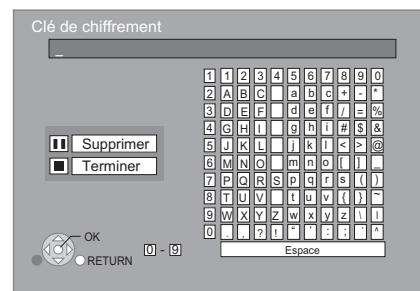 Clé de chiffrement
_
1 1 2 3 4 5 6 7 8 9 0
2 A B C a b c + - *
3 D E F d e f / = %
4 G H I g h i # $ &
5 J K L j k l < > @
6 M N O m n o [ ] _
7 P Q R S p q r s ( )
8 T U V t u v { } ~
9 W X Y Z w x y z \ |
0 . , ? ! " ' : ; ` ^
Espace
Supprimer
Terminer
OK
RETURN
0 - 9